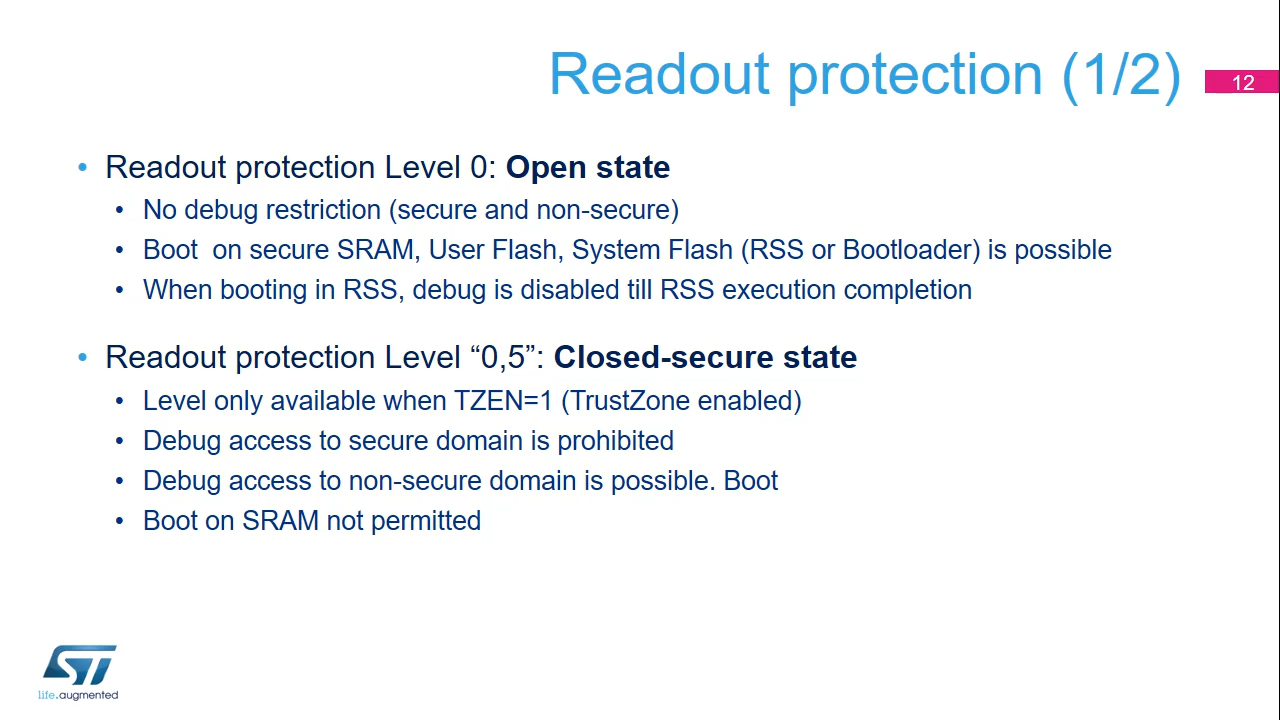 Readout protection (1/2)
12
• Readout protection Level 0: Open state
• No debug restriction (secure and non-secure)
• Boot  on secure SRAM, User Flash, System Flash (RSS or Bootloader) is possible
• When booting in RSS, debug is disabled till RSS execution completion
• Readout protection Level “0,5”: Closed-secure state
• Level only available when TZEN=1 (TrustZone enabled)
• Debug access to secure domain is prohibited
• Debug access to non-secure domain is possible. Boot
• Boot on SRAM not permitted
ST
life.augmented